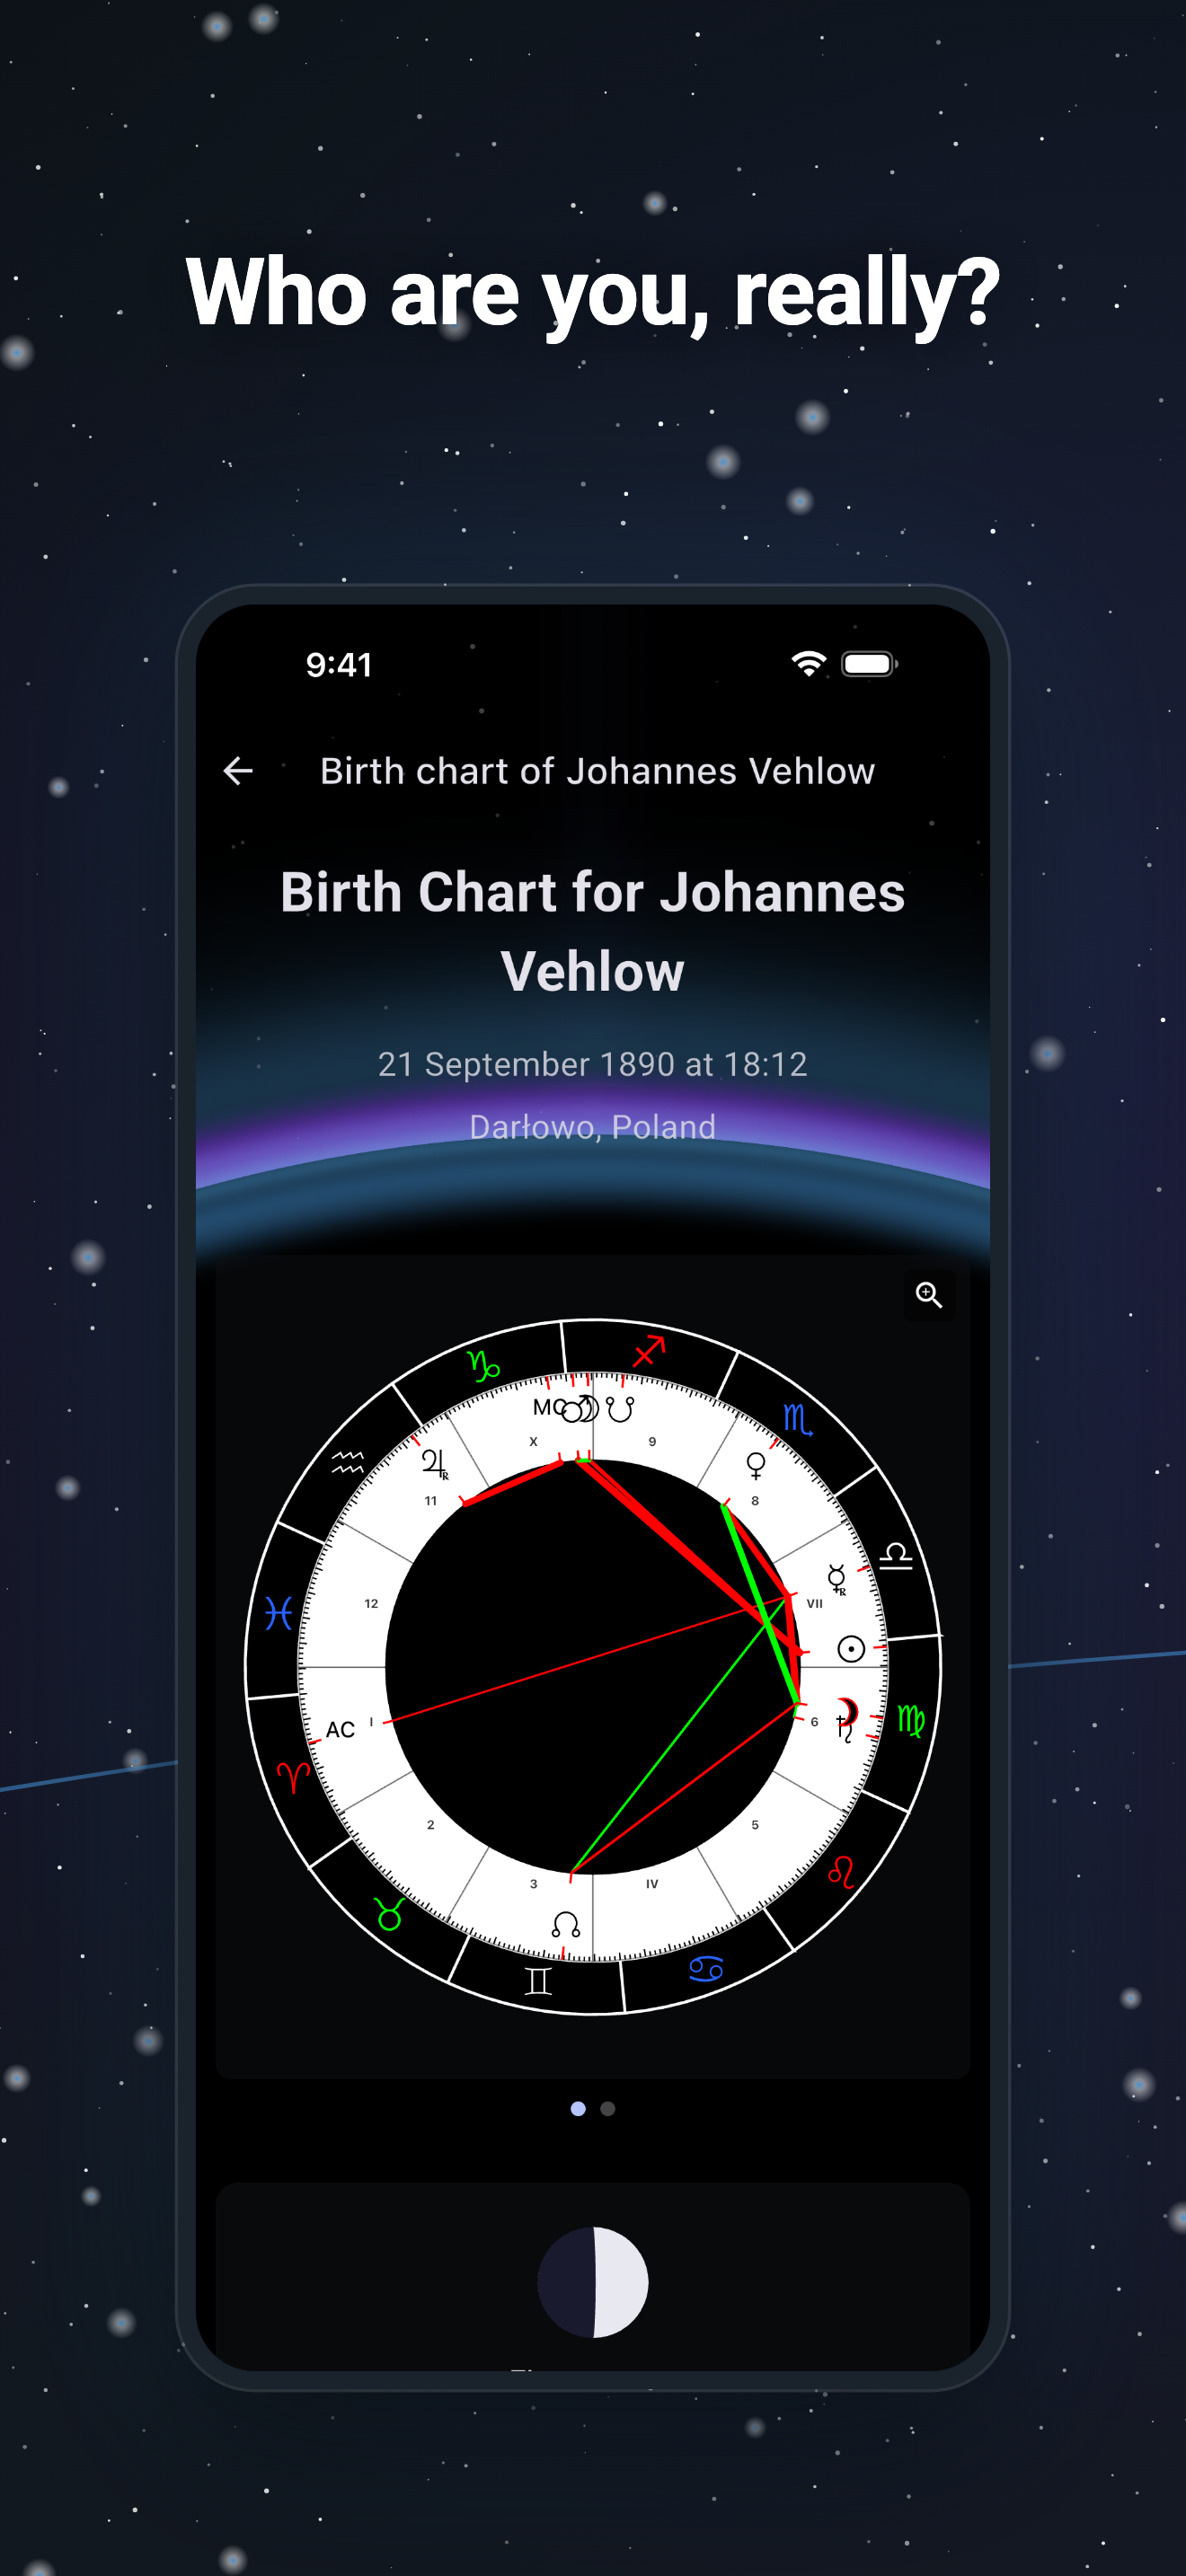 Who are you, really?
9:41
Birth chart of Johannes Vehlow
Birth Chart for Johannes
Vehlow
21 September 1890 at 18:12
Darłowo, Poland
♑ ♐
MC ♂ ☽ ☋
♏
X 9
♃ ℞ ♀
♒
11 8
♎
☿ ℞
12 VII
♓
☉
AC I 6 ⚸ ♄ ♍
♈
2 5
♌
3 IV
♉ ☊
♊ ♋